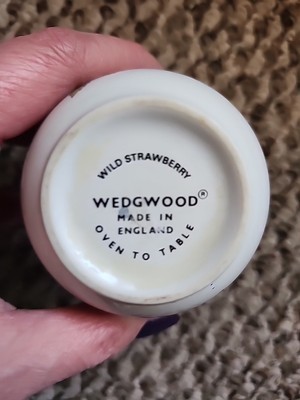 WILD STRAWBERRY
WEDGWOOD®
MADE IN
ENGLAND
OVEN TO TABLE